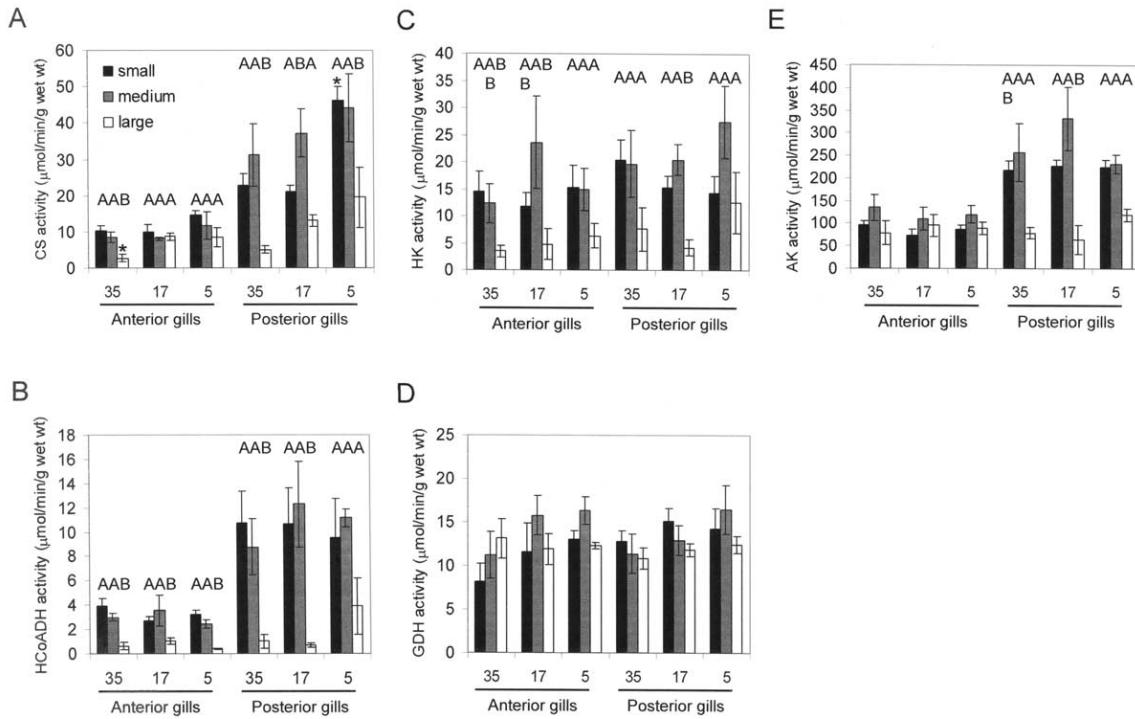 A
CS activity (μmol/min/g wet wt)
60
50
40
30
20
10
0
small
medium
large
AAB
AAA
AAA
AAB
ABA
AAB
*
*
35
17
5
35
17
5
Anterior gills
Posterior gills
B
HCoADH activity (μmol/min/g wet wt)
18
16
14
12
10
8
6
4
2
0
AAB
AAB
AAB
AAB
AAB
AAA
35
17
5
35
17
5
Anterior gills
Posterior gills
C
HK activity (μmol/min/g wet wt)
40
35
30
25
20
15
10
5
0
AAB
B
AAB
B
AAA
AAA
AAB
AAA
35
17
5
35
17
5
Anterior gills
Posterior gills
D
GDH activity (μmol/min/g wet wt)
25
20
15
10
5
0
35
17
5
35
17
5
Anterior gills
Posterior gills
E
AK activity (μmol/min/g wet wt)
450
400
350
300
250
200
150
100
50
0
AAA
B
AAB
AAA
35
17
5
35
17
5
Anterior gills
Posterior gills